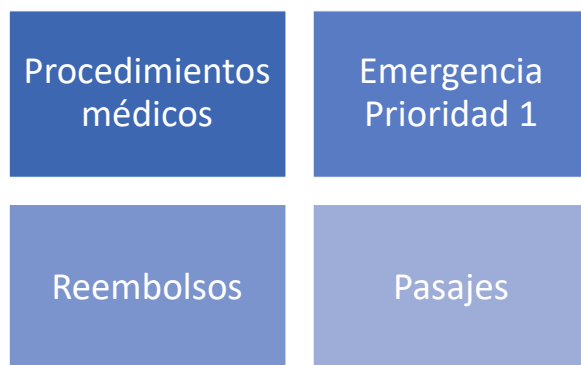 Procedimientos
médicos
Emergencia
Prioridad 1
Reembolsos
Pasajes